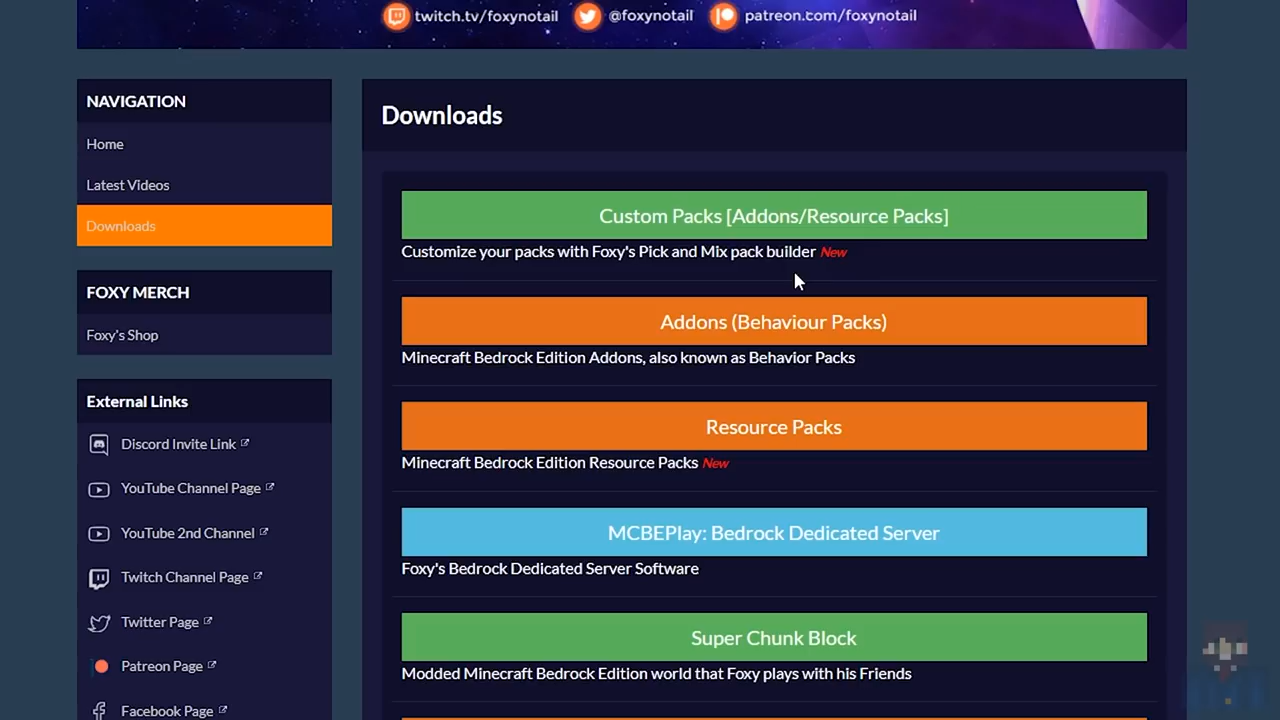 twitch.tv/foxynotail @foxynotail patreon.com/foxynotail
NAVIGATION
Home
Latest Videos
Downloads
FOXY MERCH
Foxy's Shop
External Links
Discord Invite Link
YouTube Channel Page
YouTube 2nd Channel
Twitch Channel Page
Twitter Page
Patreon Page
Facebook Page
Downloads
Custom Packs [Addons/Resource Packs]
Customize your packs with Foxy's Pick and Mix pack builder New
Addons (Behaviour Packs)
Minecraft Bedrock Edition Addons, also known as Behavior Packs
Resource Packs
Minecraft Bedrock Edition Resource Packs New
MCBEPlay: Bedrock Dedicated Server
Foxy's Bedrock Dedicated Server Software
Super Chunk Block
Modded Minecraft Bedrock Edition world that Foxy plays with his Friends